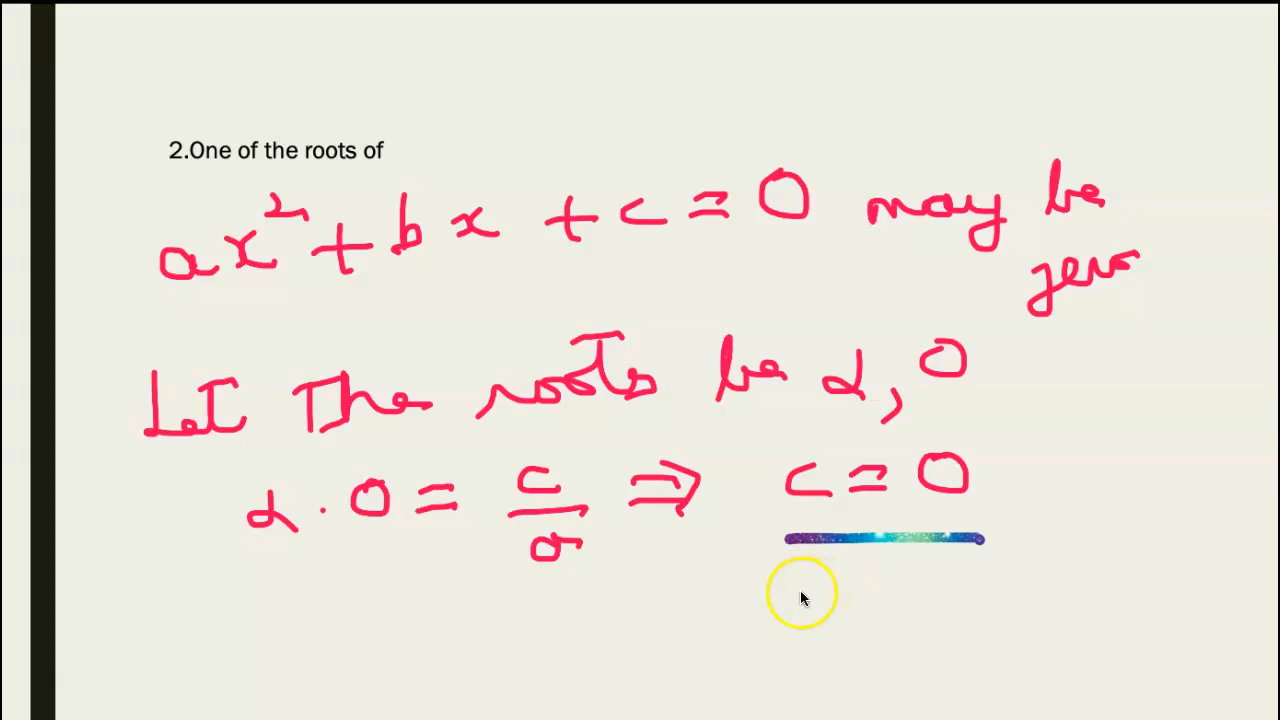 2.One of the roots of
ax² + bx + c = 0 may be
zero
Let The roots be α, 0
α · 0 = c/a ⇒ c = 0